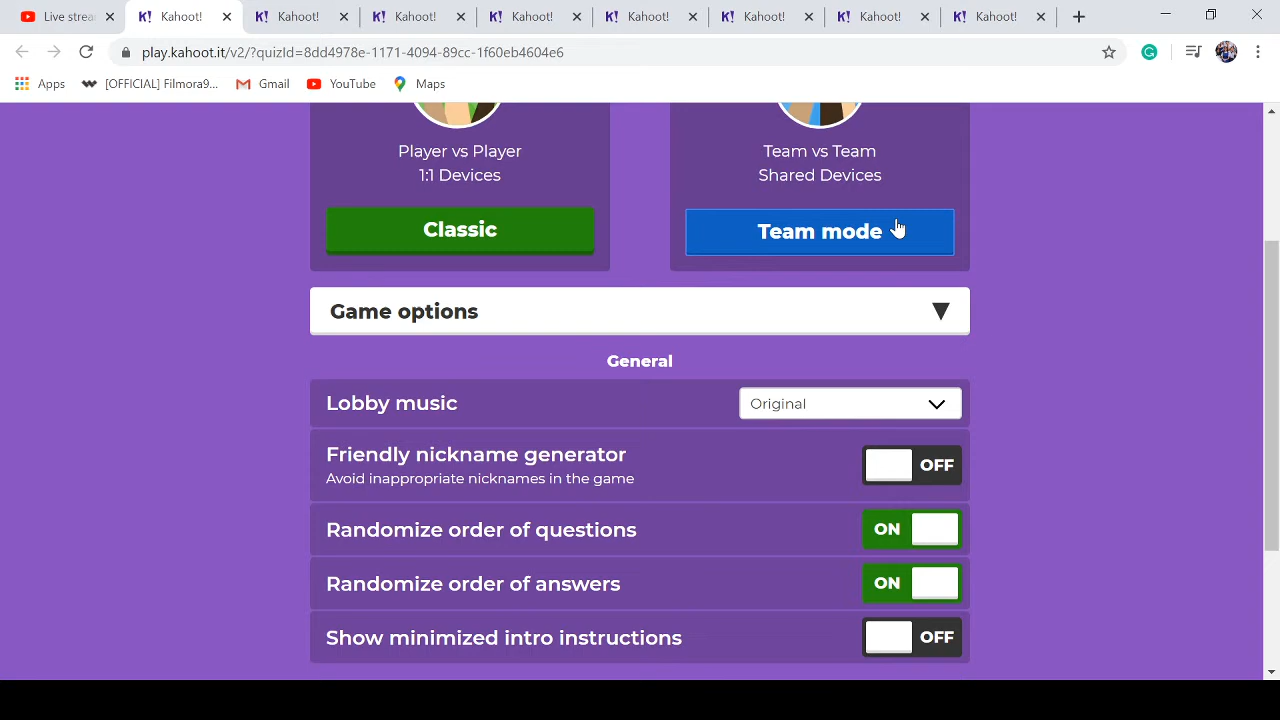 Live strea
K! Kahoot!
K! Kahoot!
K! Kahoot!
K! Kahoot!
K! Kahoot!
K! Kahoot!
K! Kahoot!
K! Kahoot!
play.kahoot.it/v2/?quizId=8dd4978e-1171-4094-89cc-1f60eb4604e6
Apps
[OFFICIAL] Filmora9...
Gmail
YouTube
Maps
Player vs Player
1:1 Devices
Classic
Team vs Team
Shared Devices
Team mode
Game options
General
Lobby music
Original
Friendly nickname generator
Avoid inappropriate nicknames in the game
OFF
Randomize order of questions
ON
Randomize order of answers
ON
Show minimized intro instructions
OFF